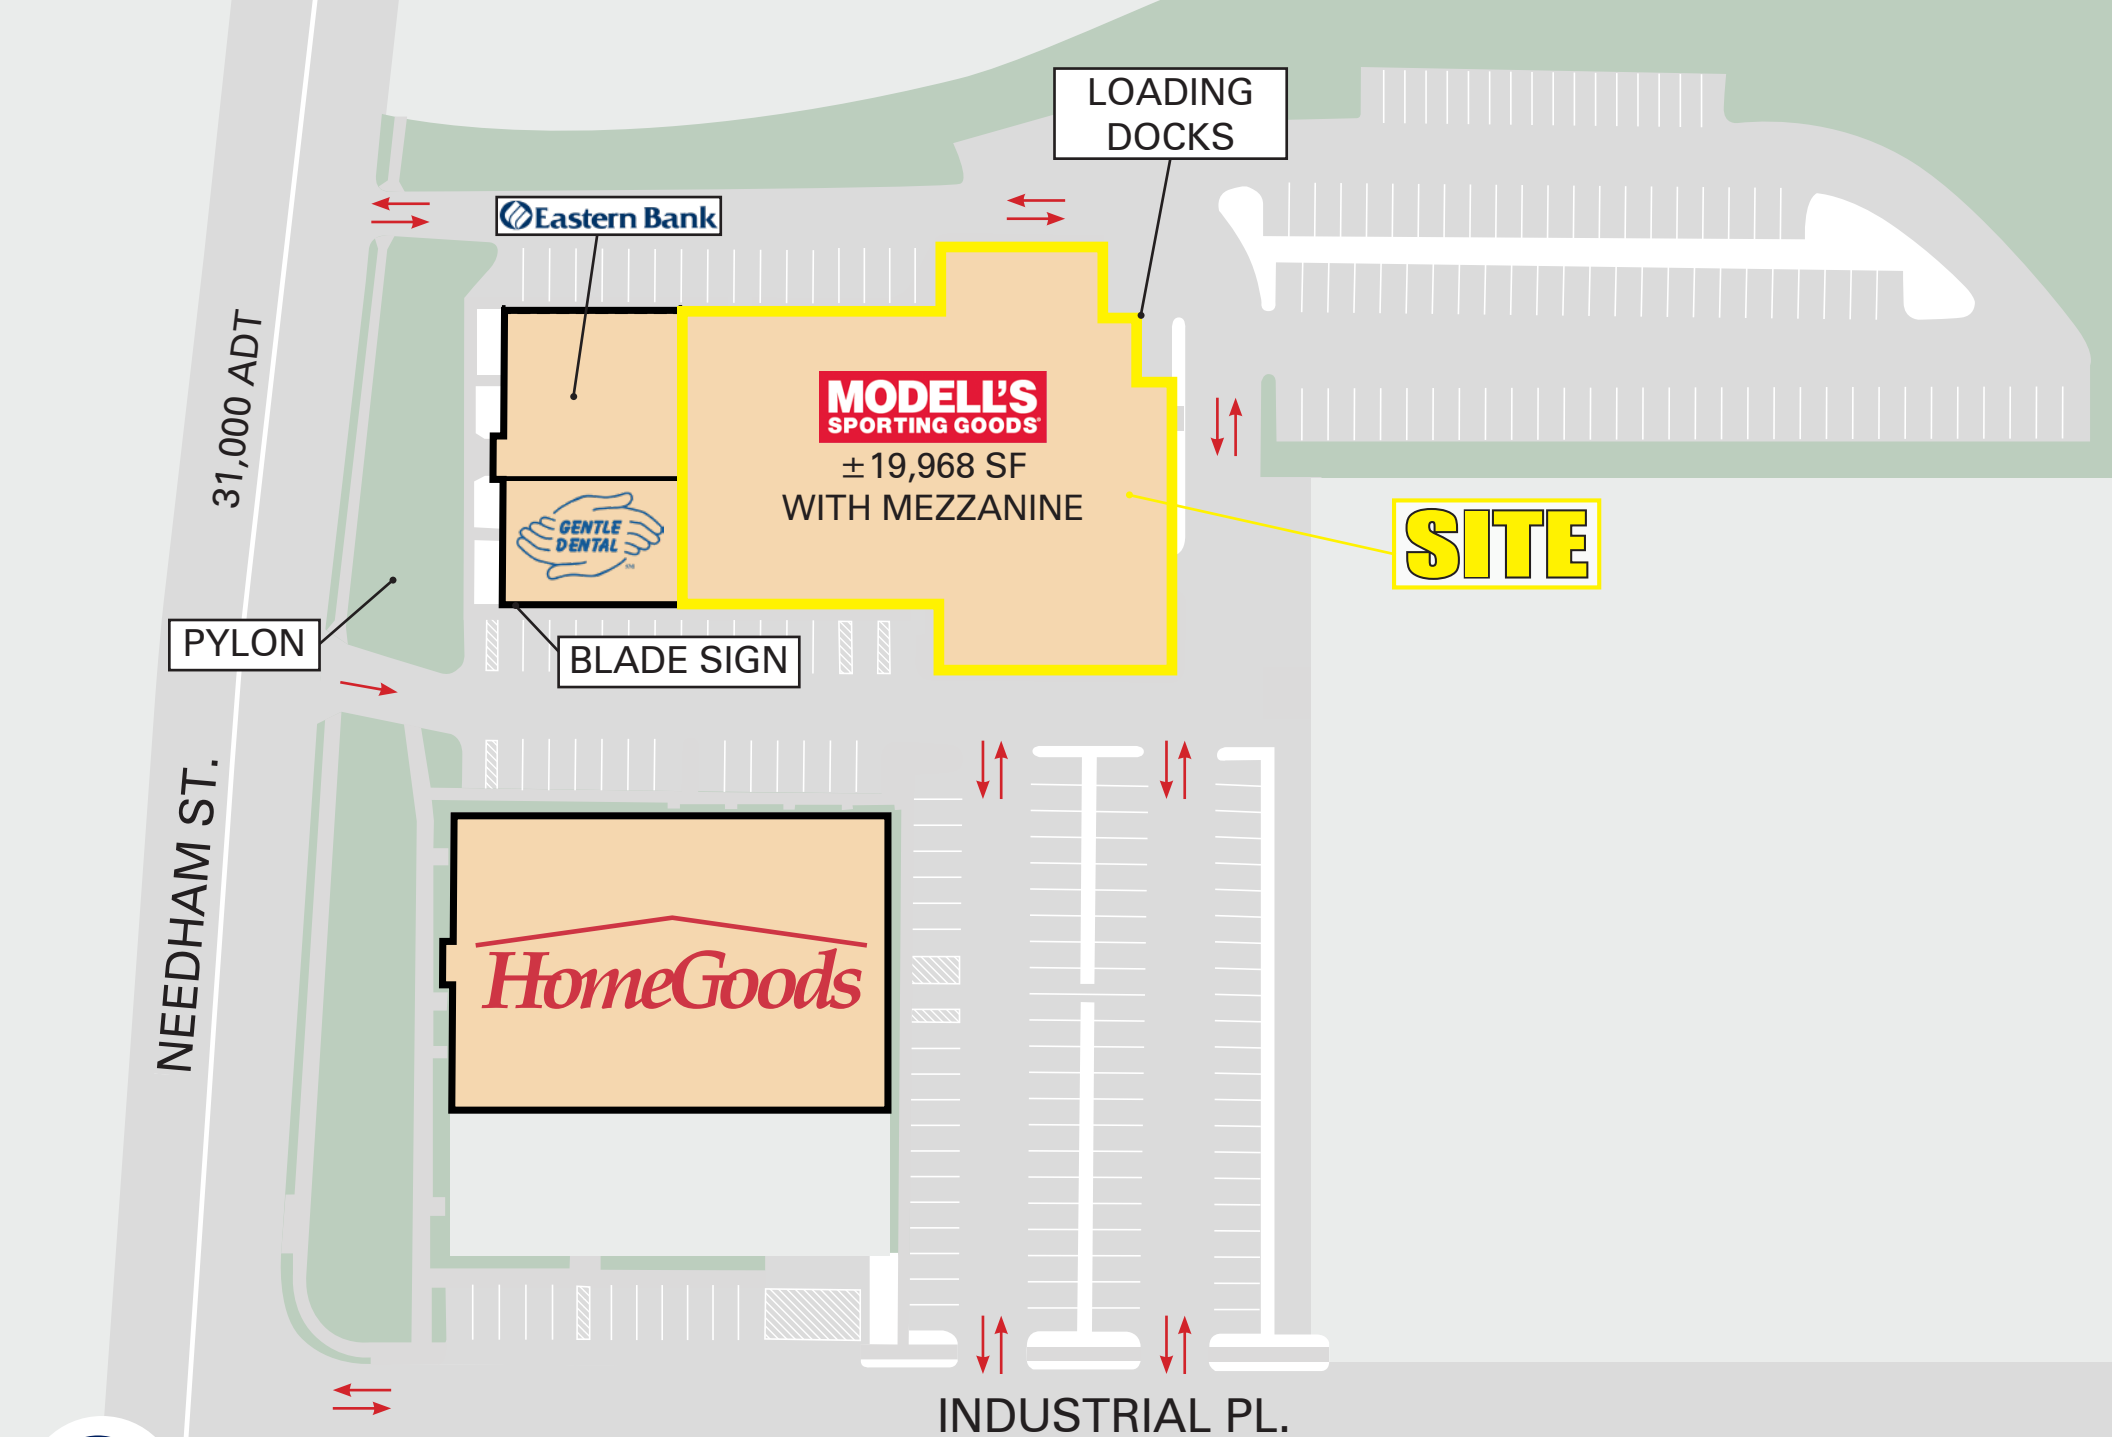 LOADING
DOCKS
Eastern Bank
31,000 ADT
MODELL'S
SPORTING GOODS
±19,968 SF
WITH MEZZANINE
SITE
GENTLE
DENTAL
PYLON
BLADE SIGN
NEEDHAM ST.
HomeGoods
INDUSTRIAL PL.